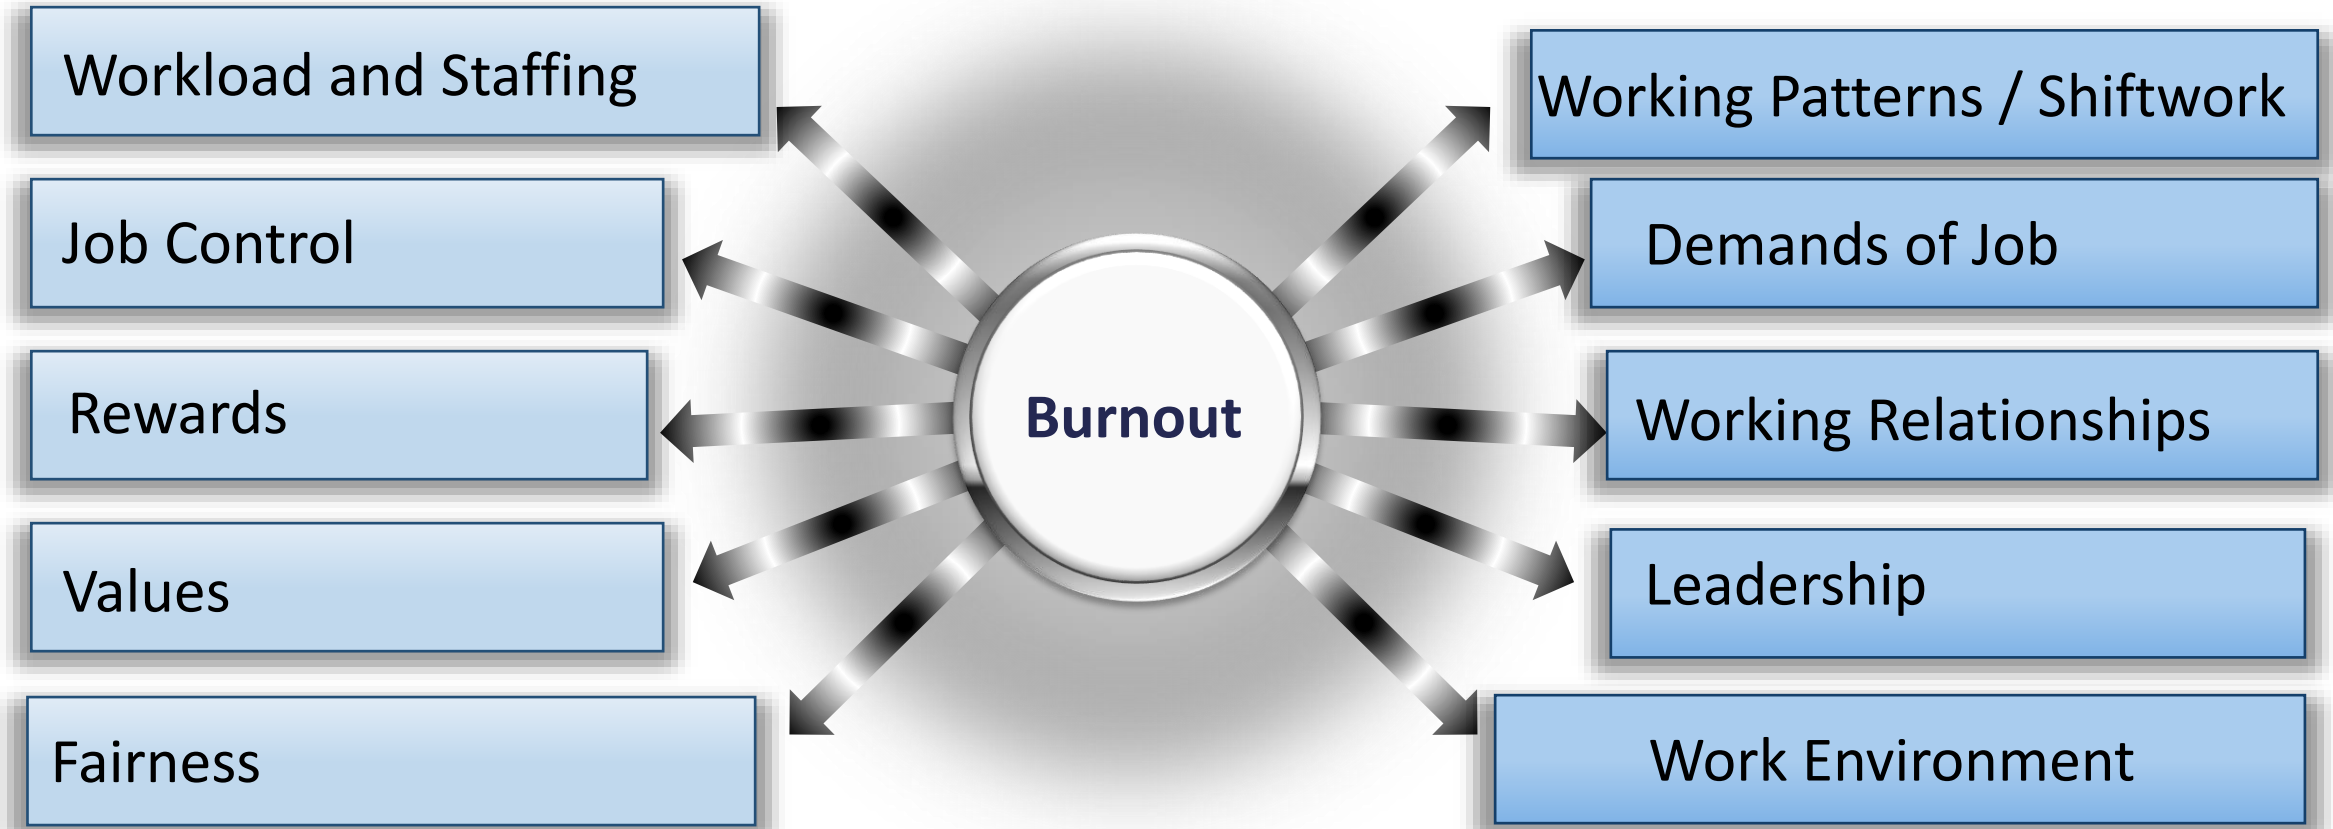 Workload and Staffing
Job Control
Rewards
Values
Fairness
Burnout
Working Patterns / Shiftwork
Demands of Job
Working Relationships
Leadership
Work Environment